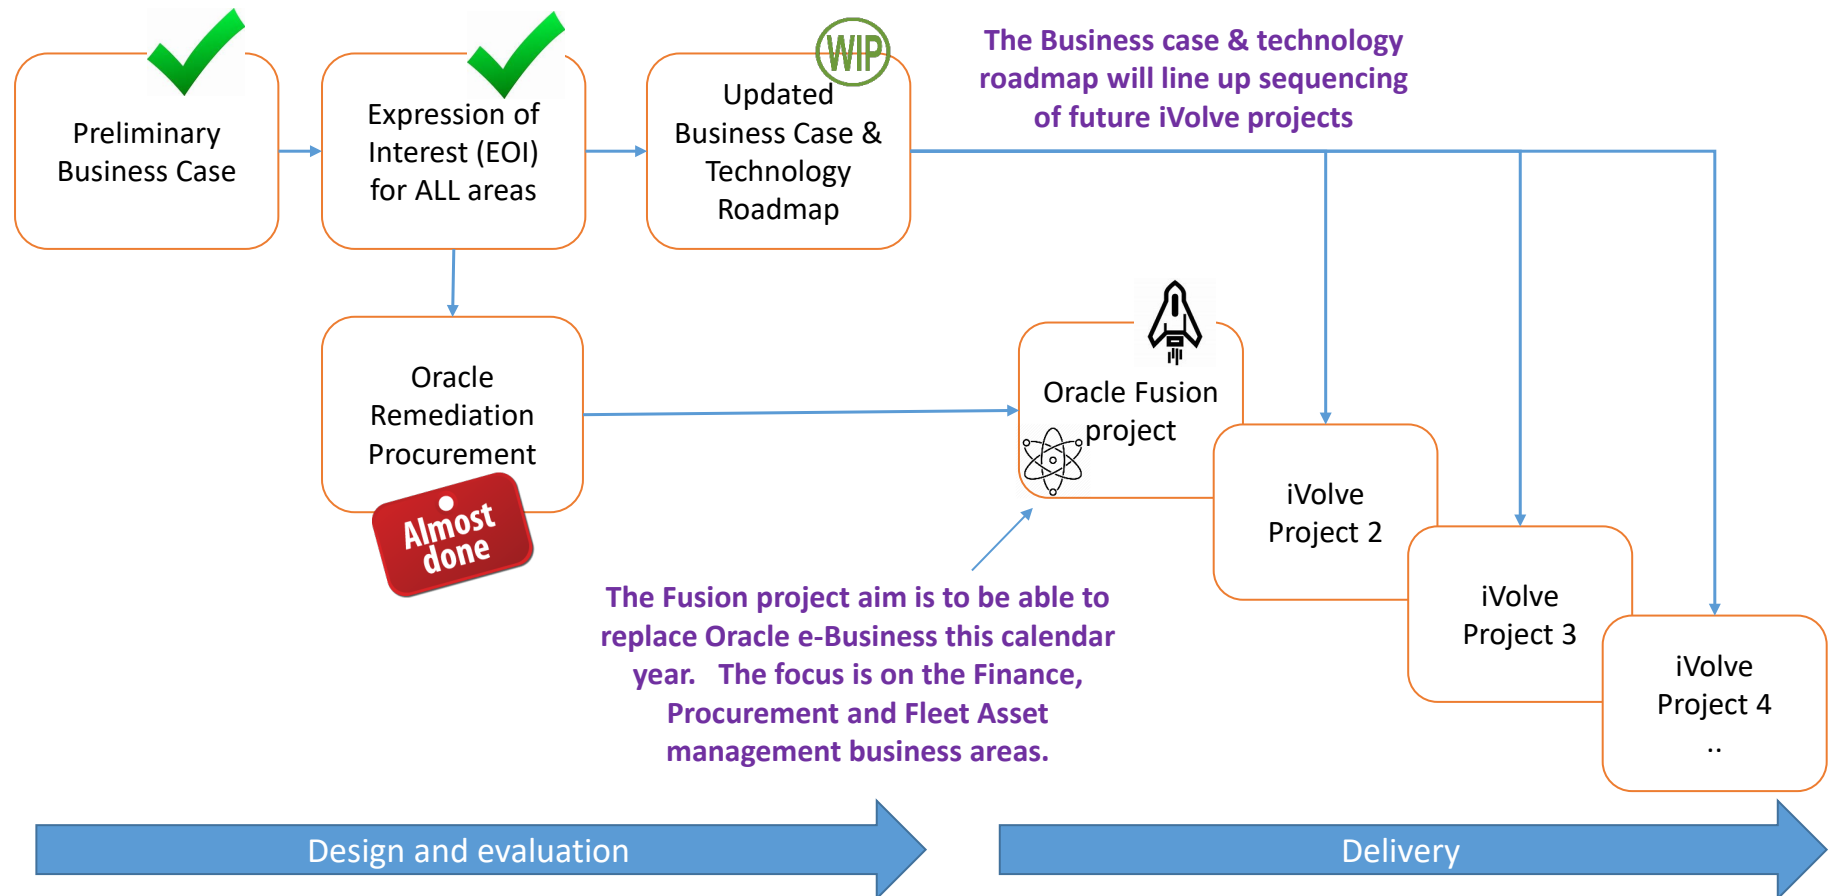 Preliminary
Business Case
Expression of
Interest (EOI)
for ALL areas
WIP
Updated
Business Case &
Technology
Roadmap
The Business case & technology
roadmap will line up sequencing
of future iVolve projects
Oracle
Remediation
Procurement
Almost
done
Oracle Fusion
project
iVolve
Project 2
iVolve
Project 3
iVolve
Project 4
..
The Fusion project aim is to be able to
replace Oracle e-Business this calendar
year.   The focus is on the Finance,
Procurement and Fleet Asset
management business areas.
Design and evaluation
Delivery